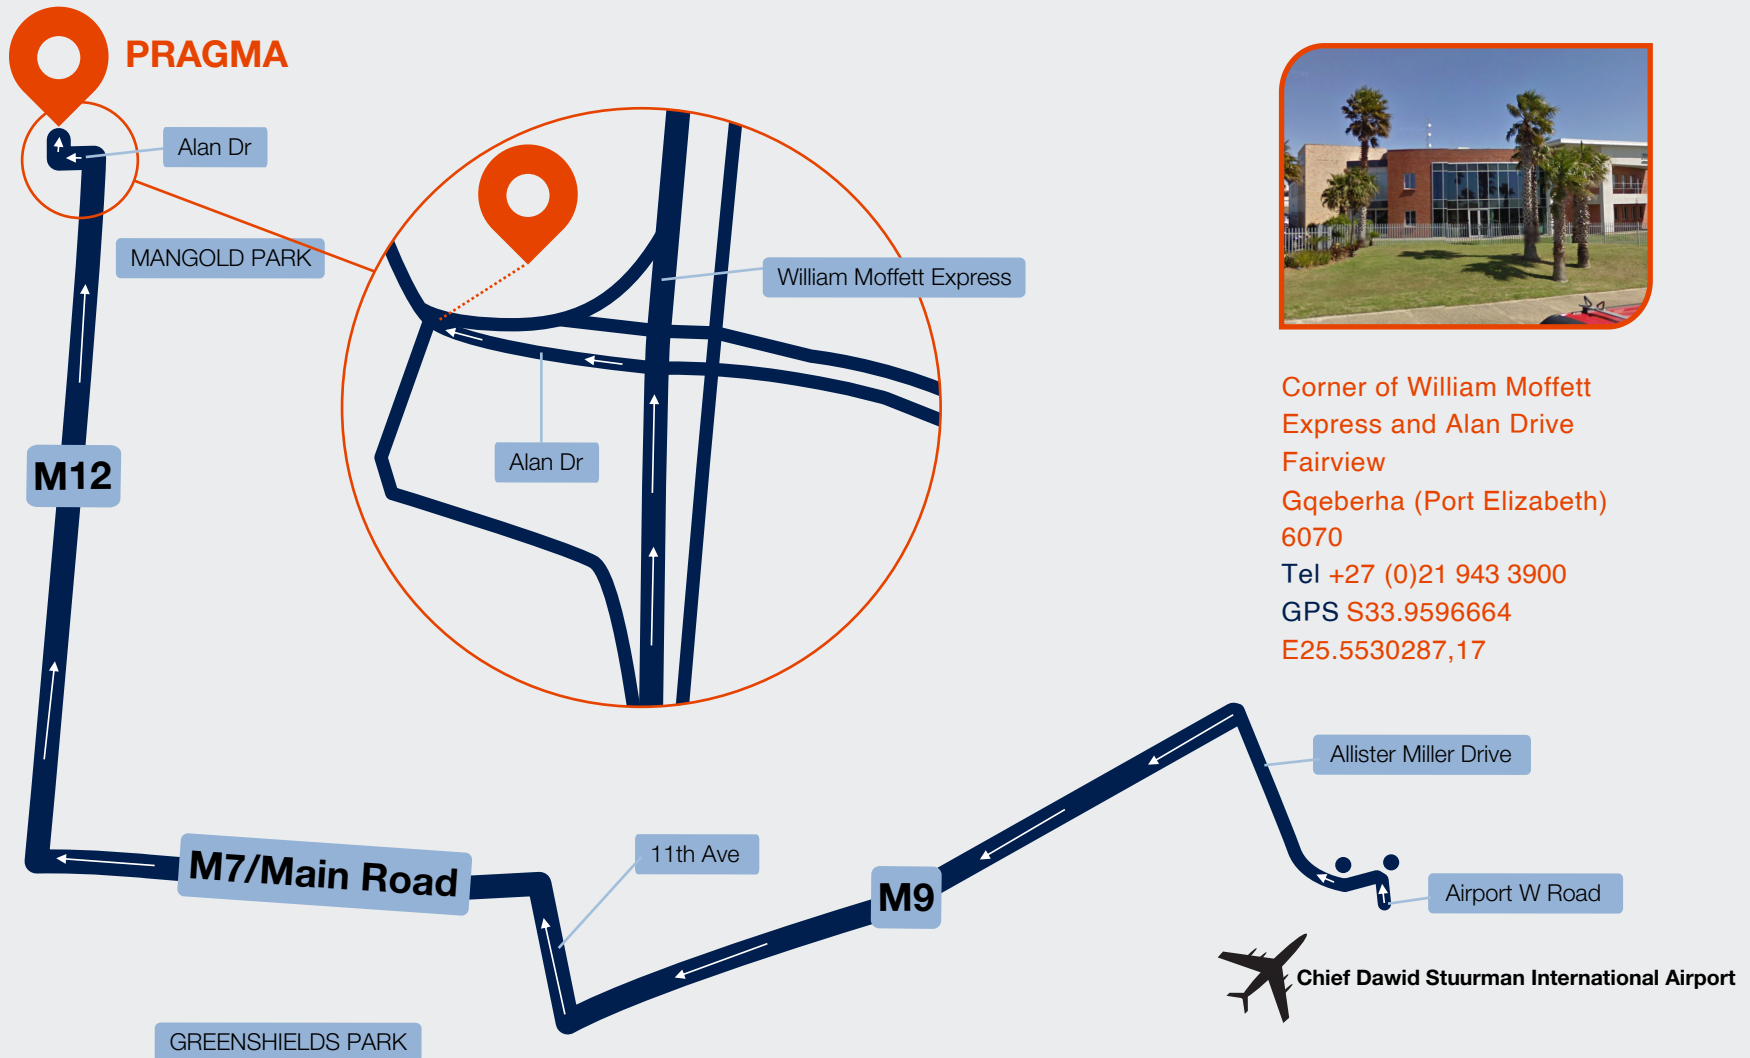 PRAGMA
Alan Dr
MANGOLD PARK
William Moffett Express
Alan Dr
M12
Corner of William Moffett
Express and Alan Drive
Fairview
Gqeberha (Port Elizabeth)
6070
Tel +27 (0)21 943 3900
GPS S33.9596664
E25.5530287,17
Allister Miller Drive
M7/Main Road
11th Ave
M9
Airport W Road
Chief Dawid Stuurman International Airport
GREENSHIELDS PARK